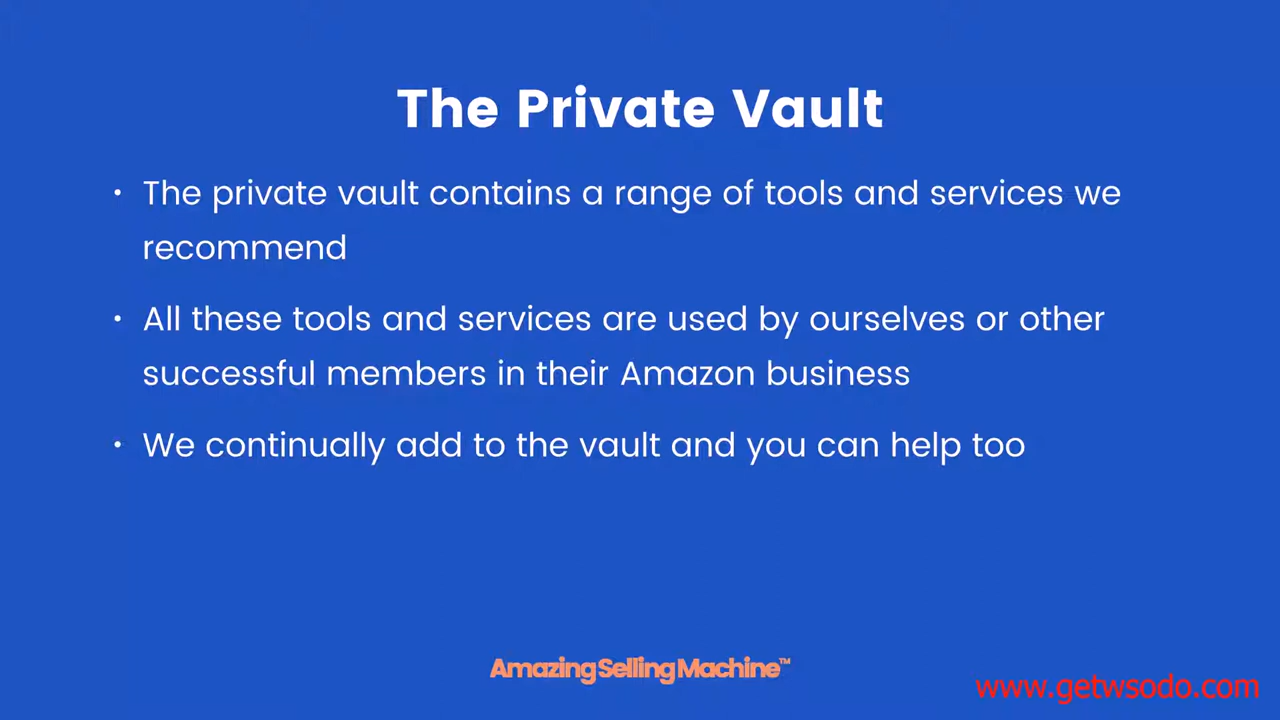 The Private Vault
• The private vault contains a range of tools and services we
recommend
• All these tools and services are used by ourselves or other
successful members in their Amazon business
• We continually add to the vault and you can help too
AmazingSellingMachine™
www.getwsodo.com